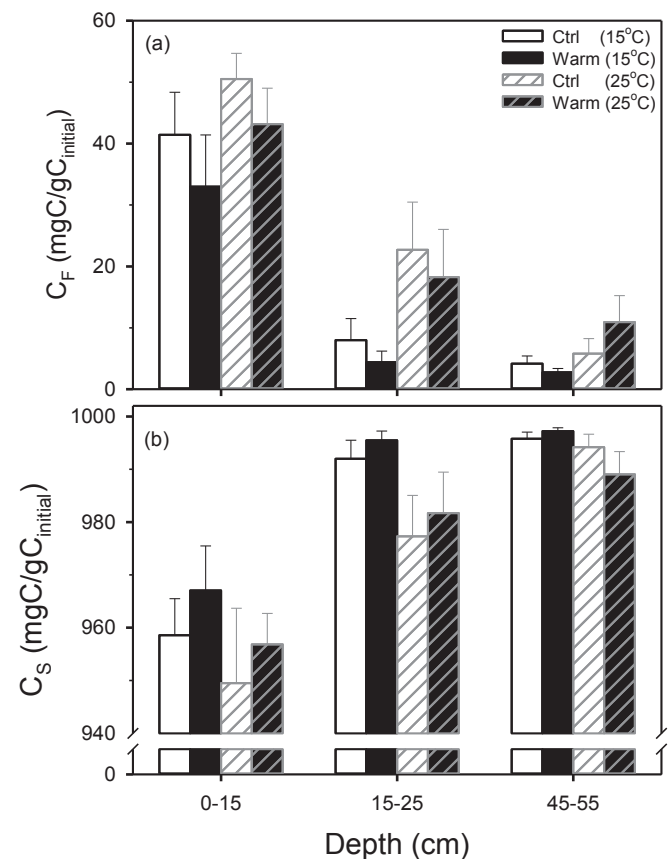 60
(a)
Ctrl (15°C)
Warm (15°C)
Ctrl (25°C)
Warm (25°C)
40
20
0
C_F (mgC/gC_initial)
1000
(b)
980
960
940
0
C_S (mgC/gC_initial)
0-15 15-25 45-55
Depth (cm)